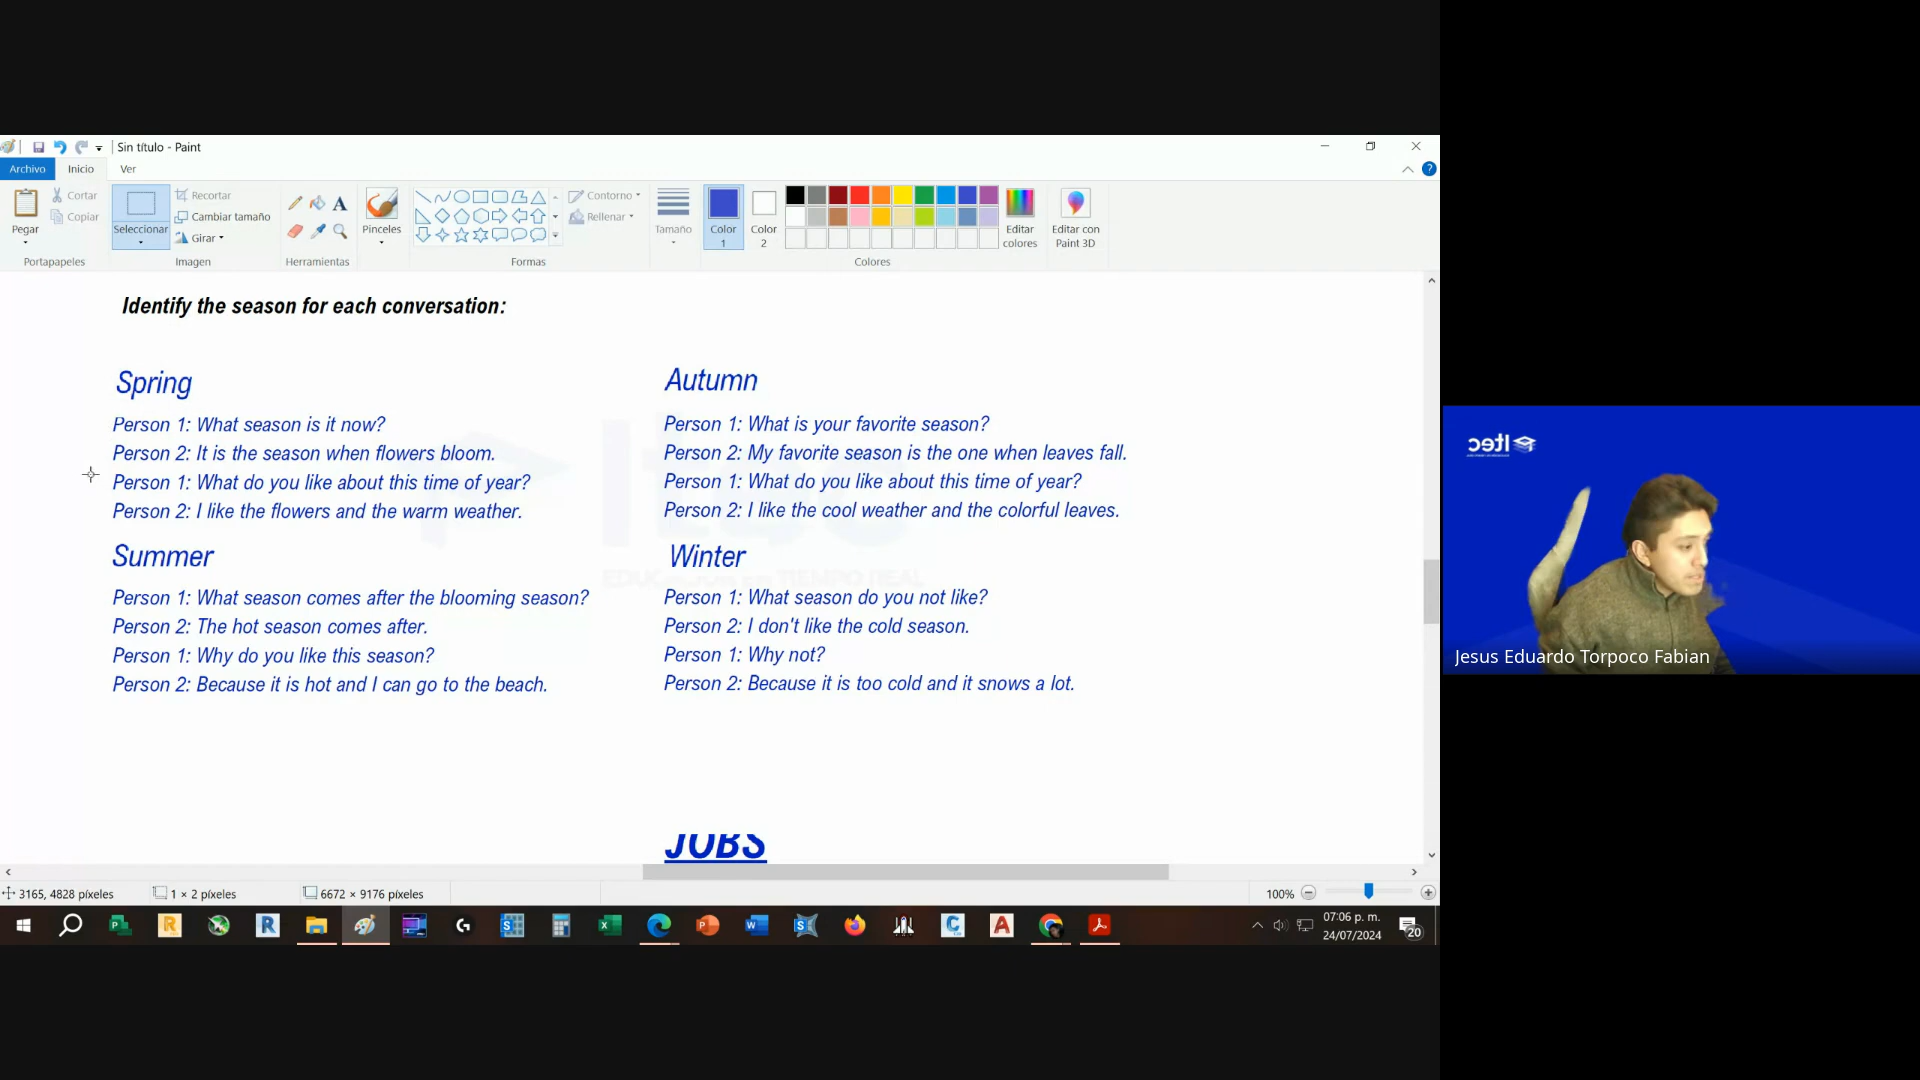 Sin título - Paint
Archivo
Inicio
Ver
Pegar
Cortar
Copiar
Portapapeles
Seleccionar
Recortar
Cambiar tamaño
Girar
Imagen
Herramientas
Pinceles
Contorno
Rellenar
Formas
Tamaño
Color
1
Color
2
Editar
colores
Editar con
Paint 3D
Colores
Identify the season for each conversation:
Spring
Person 1: What season is it now?
Person 2: It is the season when flowers bloom.
Person 1: What do you like about this time of year?
Person 2: I like the flowers and the warm weather.
Summer
Person 1: What season comes after the blooming season?
Person 2: The hot season comes after.
Person 1: Why do you like this season?
Person 2: Because it is hot and I can go to the beach.
Autumn
Person 1: What is your favorite season?
Person 2: My favorite season is the one when leaves fall.
Person 1: What do you like about this time of year?
Person 2: I like the cool weather and the colorful leaves.
Winter
Person 1: What season do you not like?
Person 2: I don't like the cold season.
Person 1: Why not?
Person 2: Because it is too cold and it snows a lot.
Itec
EDUCACIÓN EN TIEMPO REAL
JOBS
3165, 4828 píxeles
1 × 2 píxeles
6672 × 9176 píxeles
100%
07:06 p. m.
24/07/2024
20
Itec
Jesus Eduardo Torpoco Fabian